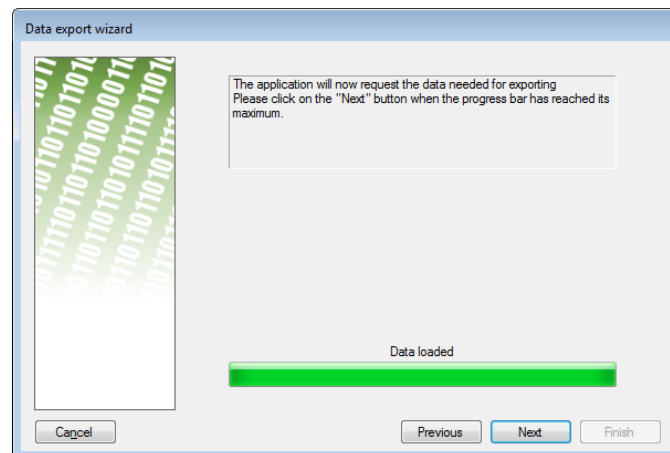 Data export wizard
The application will now request the data needed for exporting
Please click on the "Next" button when the progress bar has reached its
maximum.
Data loaded
Cancel
Previous
Next
Finish